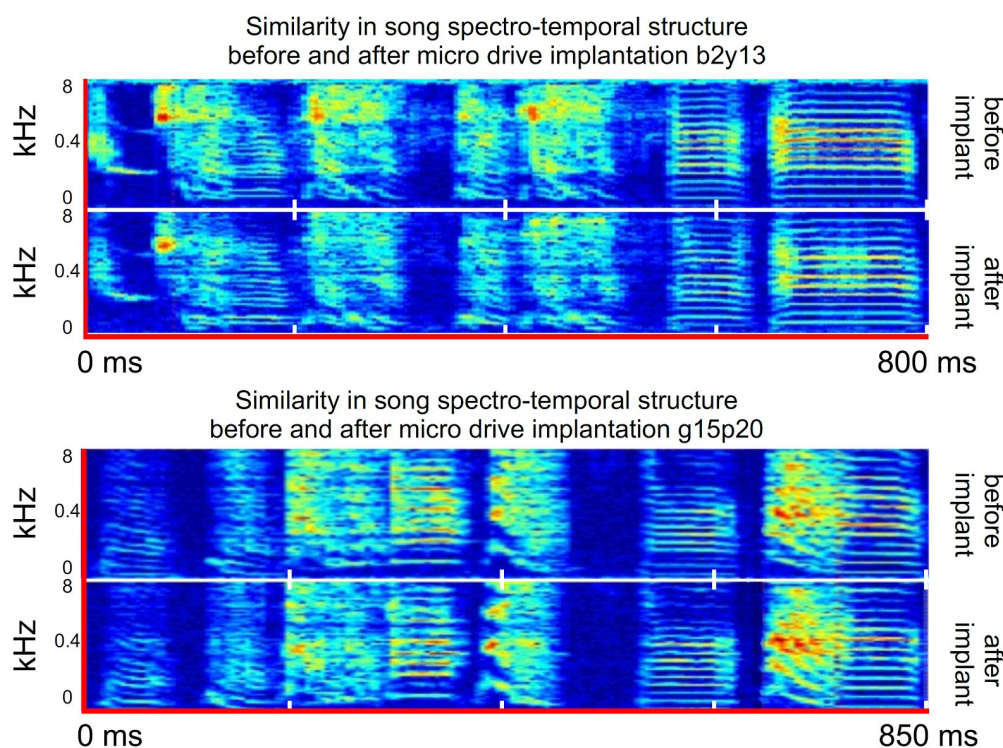 Similarity in song spectro-temporal structure
before and after micro drive implantation b2y13
8
kHz
0.4
0
before
implant
8
kHz
0.4
0
after
implant
0 ms
800 ms
Similarity in song spectro-temporal structure
before and after micro drive implantation g15p20
8
kHz
0.4
0
before
implant
8
kHz
0.4
0
after
implant
0 ms
850 ms